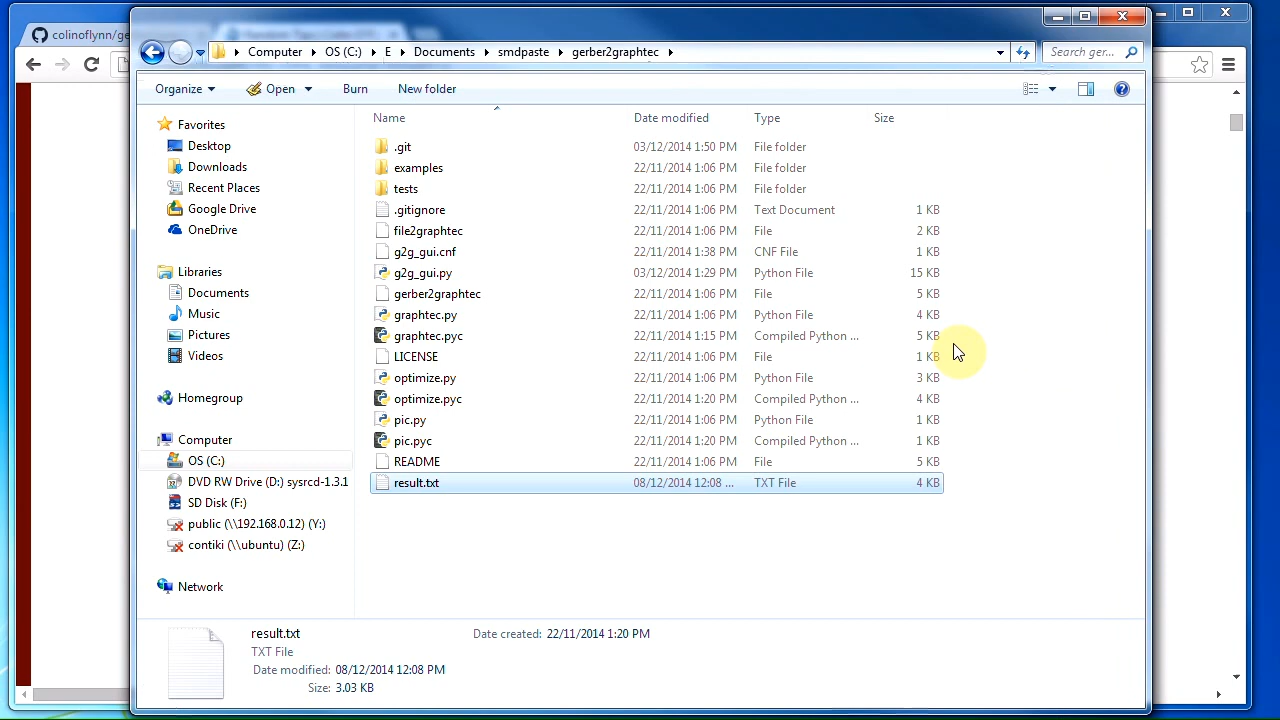 colinoflynn/ge
Computer OS (C:) E Documents smdpaste gerber2graphtec
Search ger...
Organize Open Burn New folder
Name Date modified Type Size
.git 03/12/2014 1:50 PM File folder
examples 22/11/2014 1:06 PM File folder
tests 22/11/2014 1:06 PM File folder
.gitignore 22/11/2014 1:06 PM Text Document 1 KB
file2graphtec 22/11/2014 1:06 PM File 2 KB
g2g_gui.cnf 22/11/2014 1:38 PM CNF File 1 KB
g2g_gui.py 03/12/2014 1:29 PM Python File 15 KB
gerber2graphtec 22/11/2014 1:06 PM File 5 KB
graphtec.py 22/11/2014 1:06 PM Python File 4 KB
graphtec.pyc 22/11/2014 1:15 PM Compiled Python ... 5 KB
LICENSE 22/11/2014 1:06 PM File 1 KB
optimize.py 22/11/2014 1:06 PM Python File 3 KB
optimize.pyc 22/11/2014 1:20 PM Compiled Python ... 4 KB
pic.py 22/11/2014 1:06 PM Python File 1 KB
pic.pyc 22/11/2014 1:20 PM Compiled Python ... 1 KB
README 22/11/2014 1:06 PM File 5 KB
result.txt 08/12/2014 12:08 ... TXT File 4 KB
Favorites
Desktop
Downloads
Recent Places
Google Drive
OneDrive
Libraries
Documents
Music
Pictures
Videos
Homegroup
Computer
OS (C:)
DVD RW Drive (D:) sysrcd-1.3.1
SD Disk (F:)
public (\\192.168.0.12) (Y:)
contiki (\\ubuntu) (Z:)
Network
result.txt Date created: 22/11/2014 1:20 PM
TXT File
Date modified: 08/12/2014 12:08 PM
Size: 3.03 KB